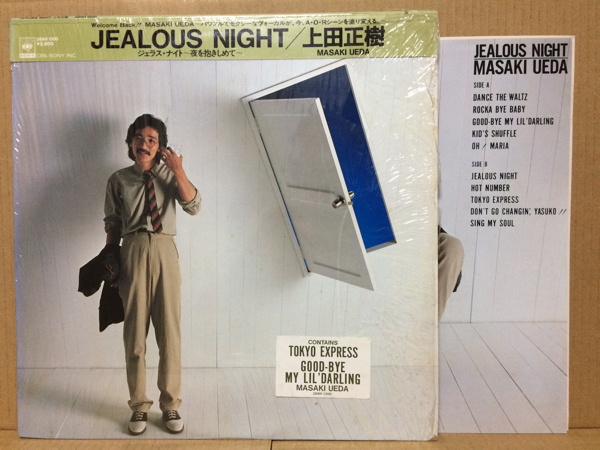 Welcome Back!! MASAKI UEDA
JEALOUS NIGHT/上田正樹
ジェラス・ナイト〜夜を抱きしめて〜
MASAKI UEDA
CBS/SONY INC.
CONTAINS
TOKYO EXPRESS
GOOD-BYE
MY LIL' DARLING
MASAKI UEDA
JEALOUS NIGHT
MASAKI UEDA
SIDE A
DANCE THE WALTZ
ROCKA BYE BABY
GOOD-BYE MY LIL' DARLING
KID'S SHUFFLE
OH! MARIA
SIDE B
JEALOUS NIGHT
HOT NUMBER
TOKYO EXPRESS
DON'T GO CHANGIN', YASUKO!!
SING MY SOUL